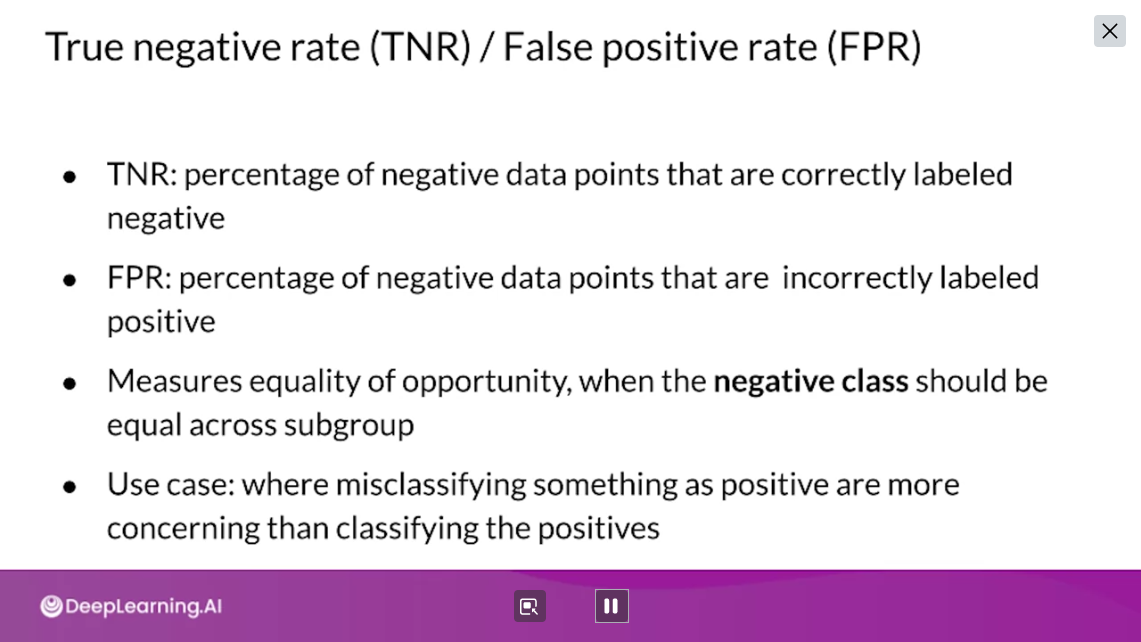 True negative rate (TNR) / False positive rate (FPR)
● TNR: percentage of negative data points that are correctly labeled
negative
● FPR: percentage of negative data points that are incorrectly labeled
positive
● Measures equality of opportunity, when the negative class should be
equal across subgroup
● Use case: where misclassifying something as positive are more
concerning than classifying the positives
DeepLearning.AI